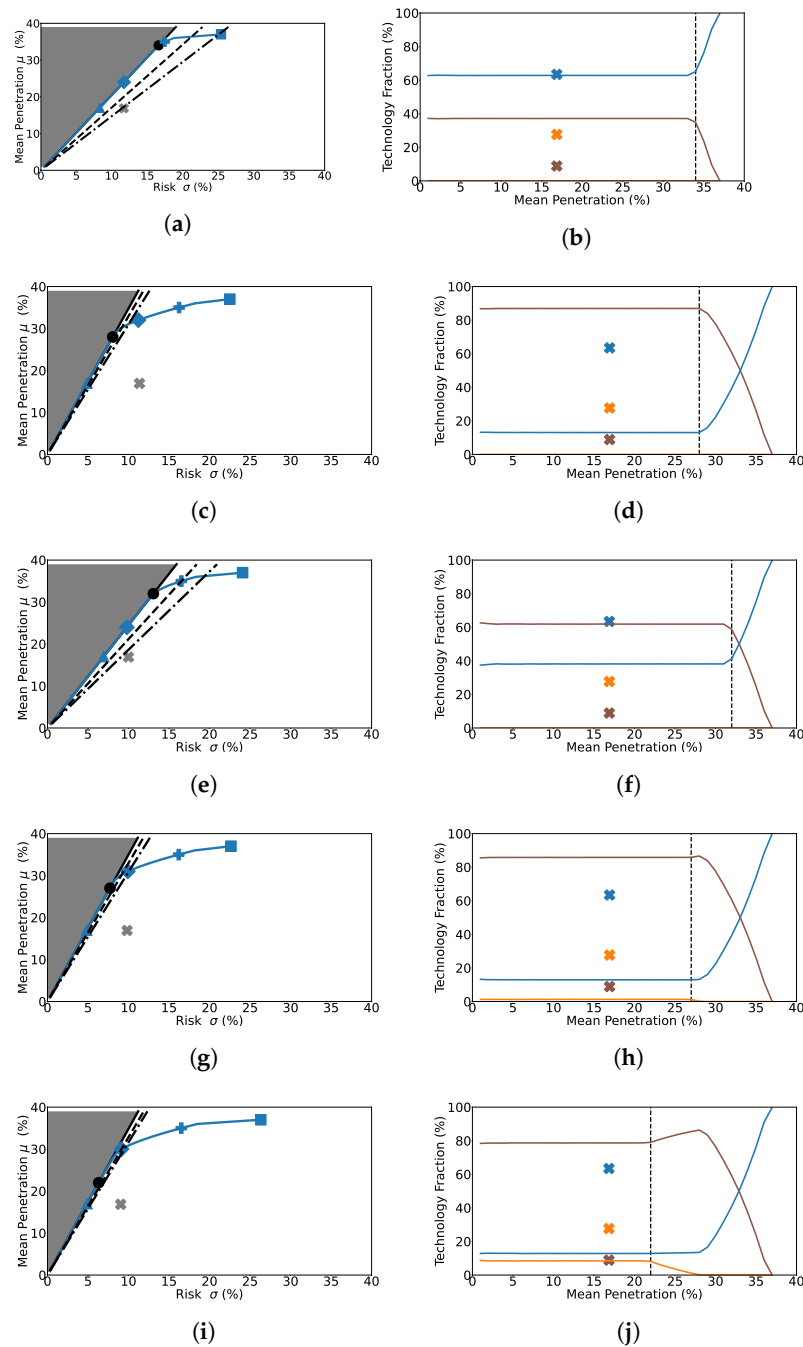 Mean Penetration μ (%)
40
30
20
10
0
0 5 10 15 20 25 30 35 40
Risk σ (%)
(a)
Technology Fraction (%)
100
80
60
40
20
0
0 5 10 15 20 25 30 35 40
Mean Penetration (%)
(b)
Mean Penetration μ (%)
40
30
20
10
0
0 5 10 15 20 25 30 35 40
Risk σ (%)
(c)
Technology Fraction (%)
100
80
60
40
20
0
0 5 10 15 20 25 30 35 40
Mean Penetration (%)
(d)
Mean Penetration μ (%)
40
30
20
10
0
0 5 10 15 20 25 30 35 40
Risk σ (%)
(e)
Technology Fraction (%)
100
80
60
40
20
0
0 5 10 15 20 25 30 35 40
Mean Penetration (%)
(f)
Mean Penetration μ (%)
40
30
20
10
0
0 5 10 15 20 25 30 35 40
Risk σ (%)
(g)
Technology Fraction (%)
100
80
60
40
20
0
0 5 10 15 20 25 30 35 40
Mean Penetration (%)
(h)
Mean Penetration μ (%)
40
30
20
10
0
0 5 10 15 20 25 30 35 40
Risk σ (%)
(i)
Technology Fraction (%)
100
80
60
40
20
0
0 5 10 15 20 25 30 35 40
Mean Penetration (%)
(j)